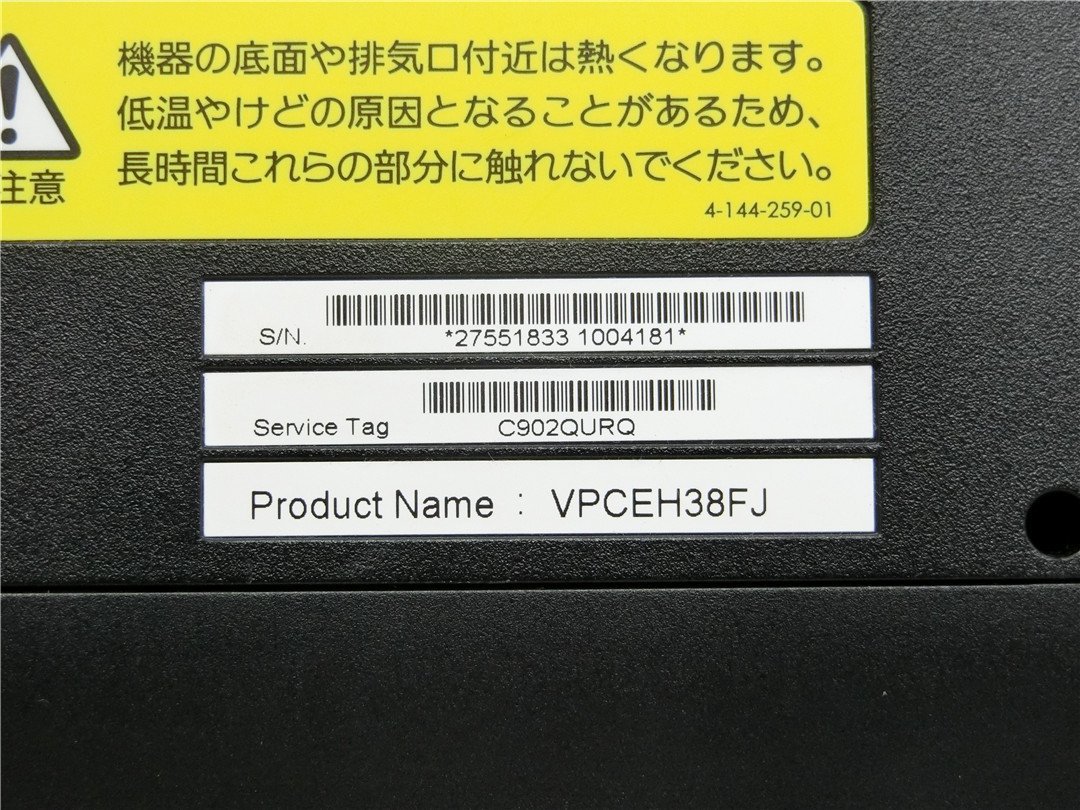 機器の底面や排気口付近は熱くなります。
低温やけどの原因となることがあるため、
長時間これらの部分に触れないでください。
注意
4-144-259-01
S/N. *27551833 1004181*
Service Tag C902QURQ
Product Name : VPCEH38FJ